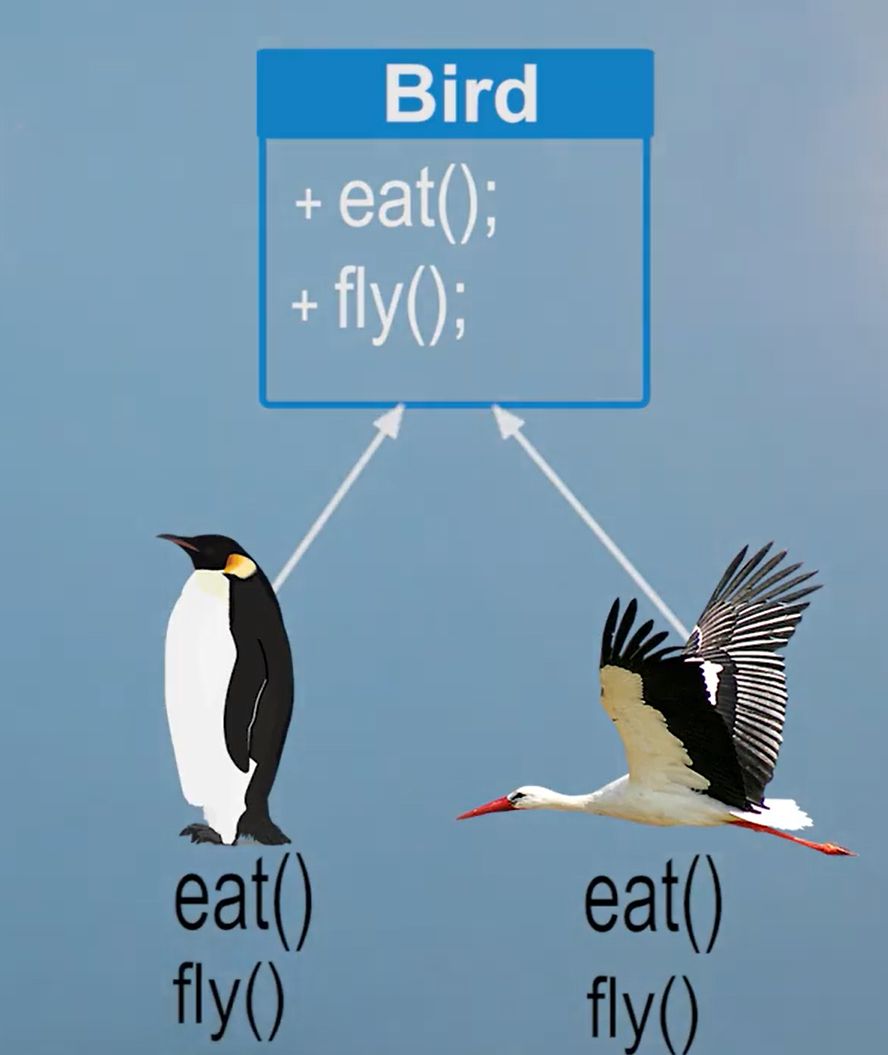 Bird
+ eat();
+ fly();
eat()
fly()
eat()
fly()